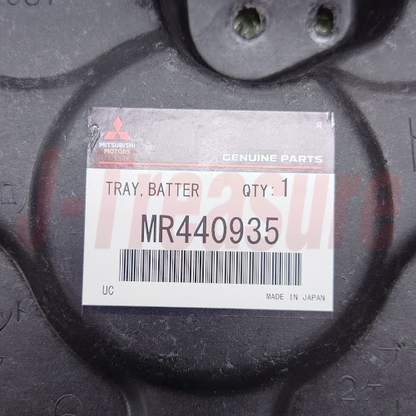 MITSUBISHI
MOTORS
GENUINE PARTS
TRAY, BATTER QTY: 1
MR440935
UC
MADE IN JAPAN
J-Treasure